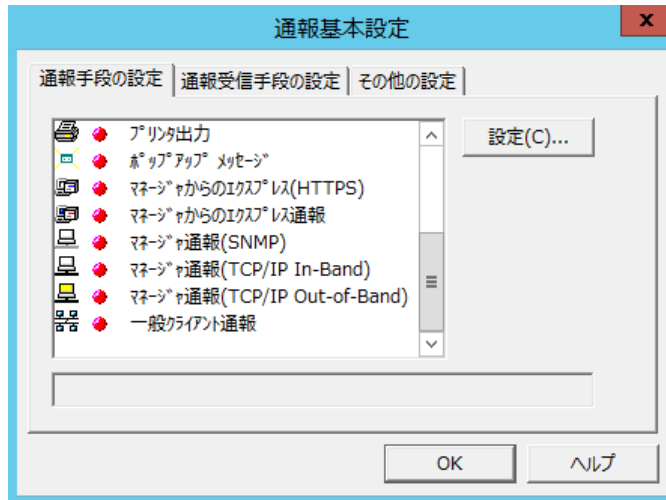 通報基本設定
x
通報手段の設定 通報受信手段の設定 その他の設定
ﾌﾟﾘﾝﾀ出力
設定(C)...
ﾎﾟｯﾌﾟｱｯﾌﾟ ﾒｯｾｰｼﾞ
ﾏﾈｰｼﾞｬからのｴｸｽﾌﾟﾚｽ(HTTPS)
ﾏﾈｰｼﾞｬからのｴｸｽﾌﾟﾚｽ通報
ﾏﾈｰｼﾞｬ通報(SNMP)
ﾏﾈｰｼﾞｬ通報(TCP/IP In-Band)
ﾏﾈｰｼﾞｬ通報(TCP/IP Out-of-Band)
一般ｸﾗｲｱﾝﾄ通報
OK ヘルプ